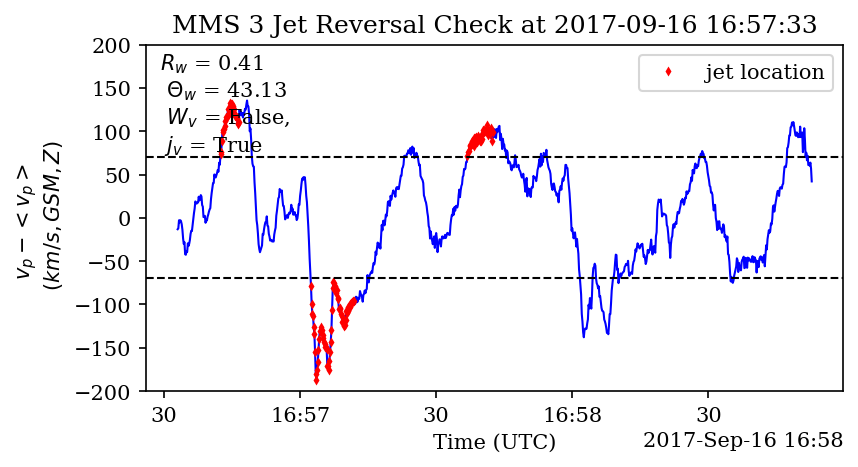 MMS 3 Jet Reversal Check at 2017-09-16 16:57:33
R_w = 0.41
Θ_w = 43.13
W_v = False,
j_v = True
jet location
v_p − <v_p>
(km/s, GSM, Z)
200
150
100
50
0
−50
−100
−150
−200
30
16:57
30
16:58
30
Time (UTC)
2017-Sep-16 16:58